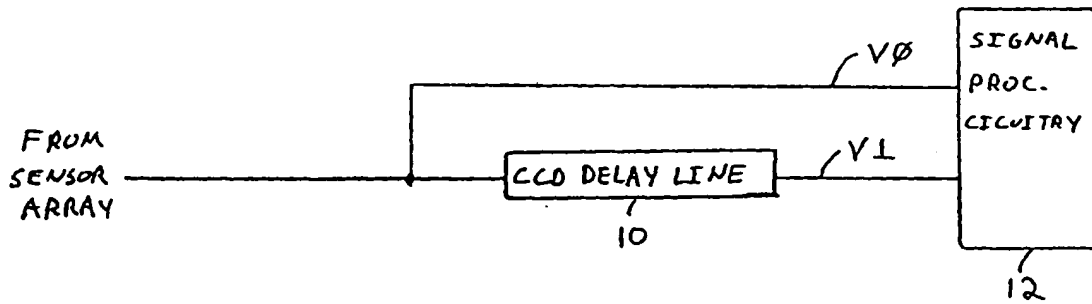 SIGNAL
PROC.
CICUITRY
VØ
FROM
SENSOR
ARRAY
CCD DELAY LINE
V1
10
12